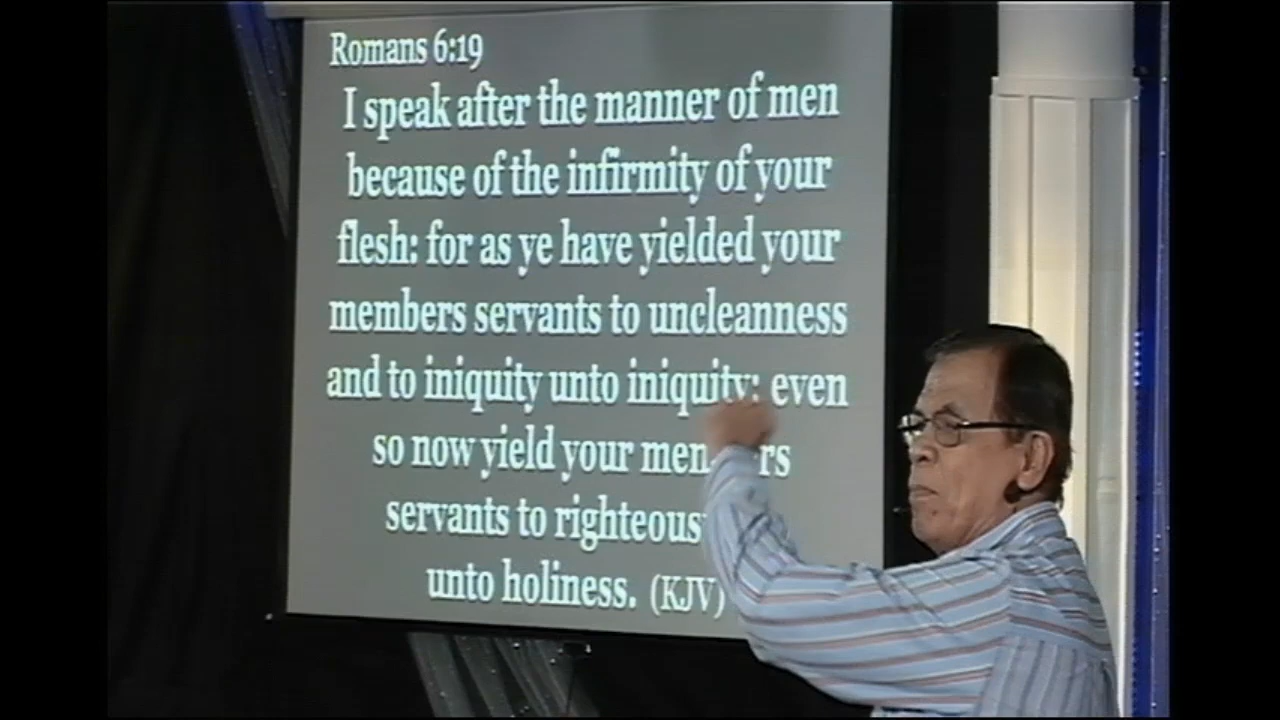 Romans 6:19
I speak after the manner of men
because of the infirmity of your
flesh: for as ye have yielded your
members servants to uncleanness
and to iniquity unto iniquity: even
so now yield your
servants to
unto holiness. (KJV)